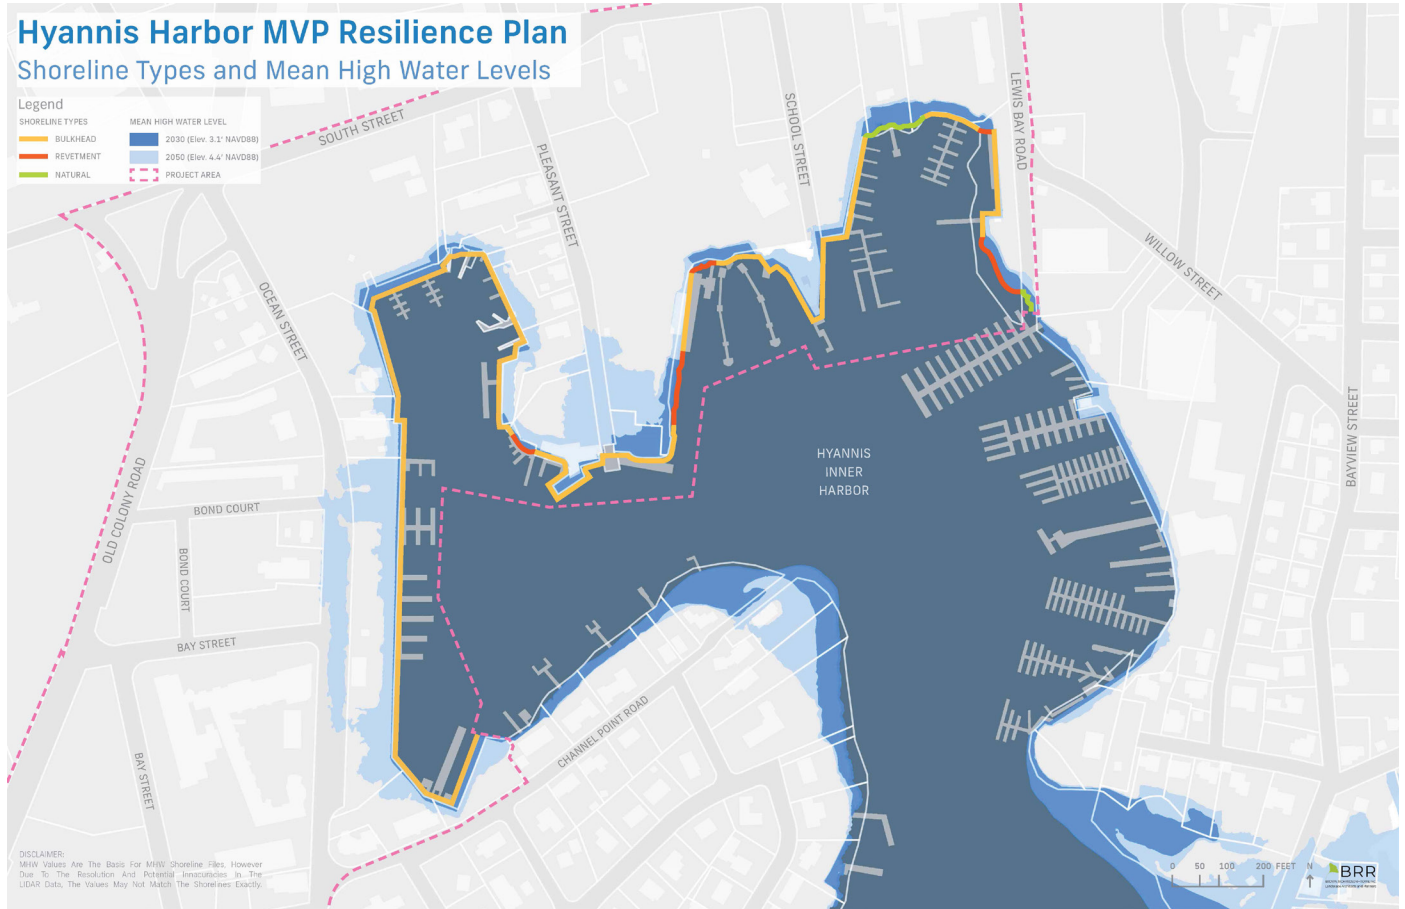 Hyannis Harbor MVP Resilience Plan
Shoreline Types and Mean High Water Levels
Legend
SHORELINE TYPES
MEAN HIGH WATER LEVEL
BULKHEAD
2030 (Elev. 3.1' NAVD88)
REVETMENT
2050 (Elev. 4.4' NAVD88)
NATURAL
PROJECT AREA
SOUTH STREET
PLEASANT STREET
SCHOOL STREET
LEWIS BAY ROAD
WILLOW STREET
OCEAN STREET
BAYVIEW STREET
OLD COLONY ROAD
HYANNIS
INNER
HARBOR
BOND COURT
BOND COURT
BAY STREET
CHANNEL POINT ROAD
BAY STREET
DISCLAIMER:
MHW Values Are The Basis For MHW Shoreline Files, However
Due To The Resolution And Potential Innacuracies In The
LIDAR Data, The Values May Not Match The Shorelines Exactly.
0 50 100 200 FEET N
BRR